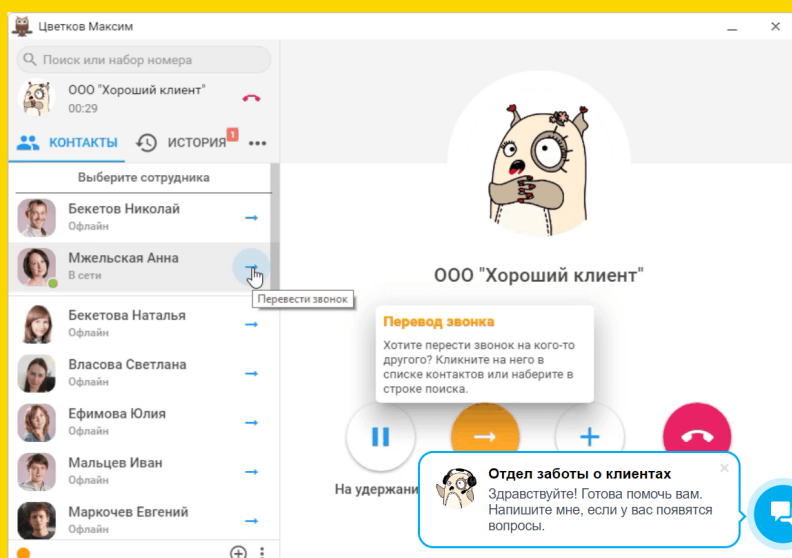 Цветков Максим
Поиск или набор номера
ООО "Хороший клиент"
00:29
КОНТАКТЫ
ИСТОРИЯ
1
Выберите сотрудника
Бекетов Николай
Офлайн
Мжельская Анна
В сети
Перевести звонок
Бекетова Наталья
Офлайн
Власова Светлана
Офлайн
Ефимова Юлия
Офлайн
Мальцев Иван
Офлайн
Маркочев Евгений
Офлайн
ООО "Хороший клиент"
Перевод звонка
Хотите перести звонок на кого-то
другого? Кликните на него в
списке контактов или наберите в
строке поиска.
На удержани
Отдел заботы о клиентах
Здравствуйте! Готова помочь вам.
Напишите мне, если у вас появятся
вопросы.